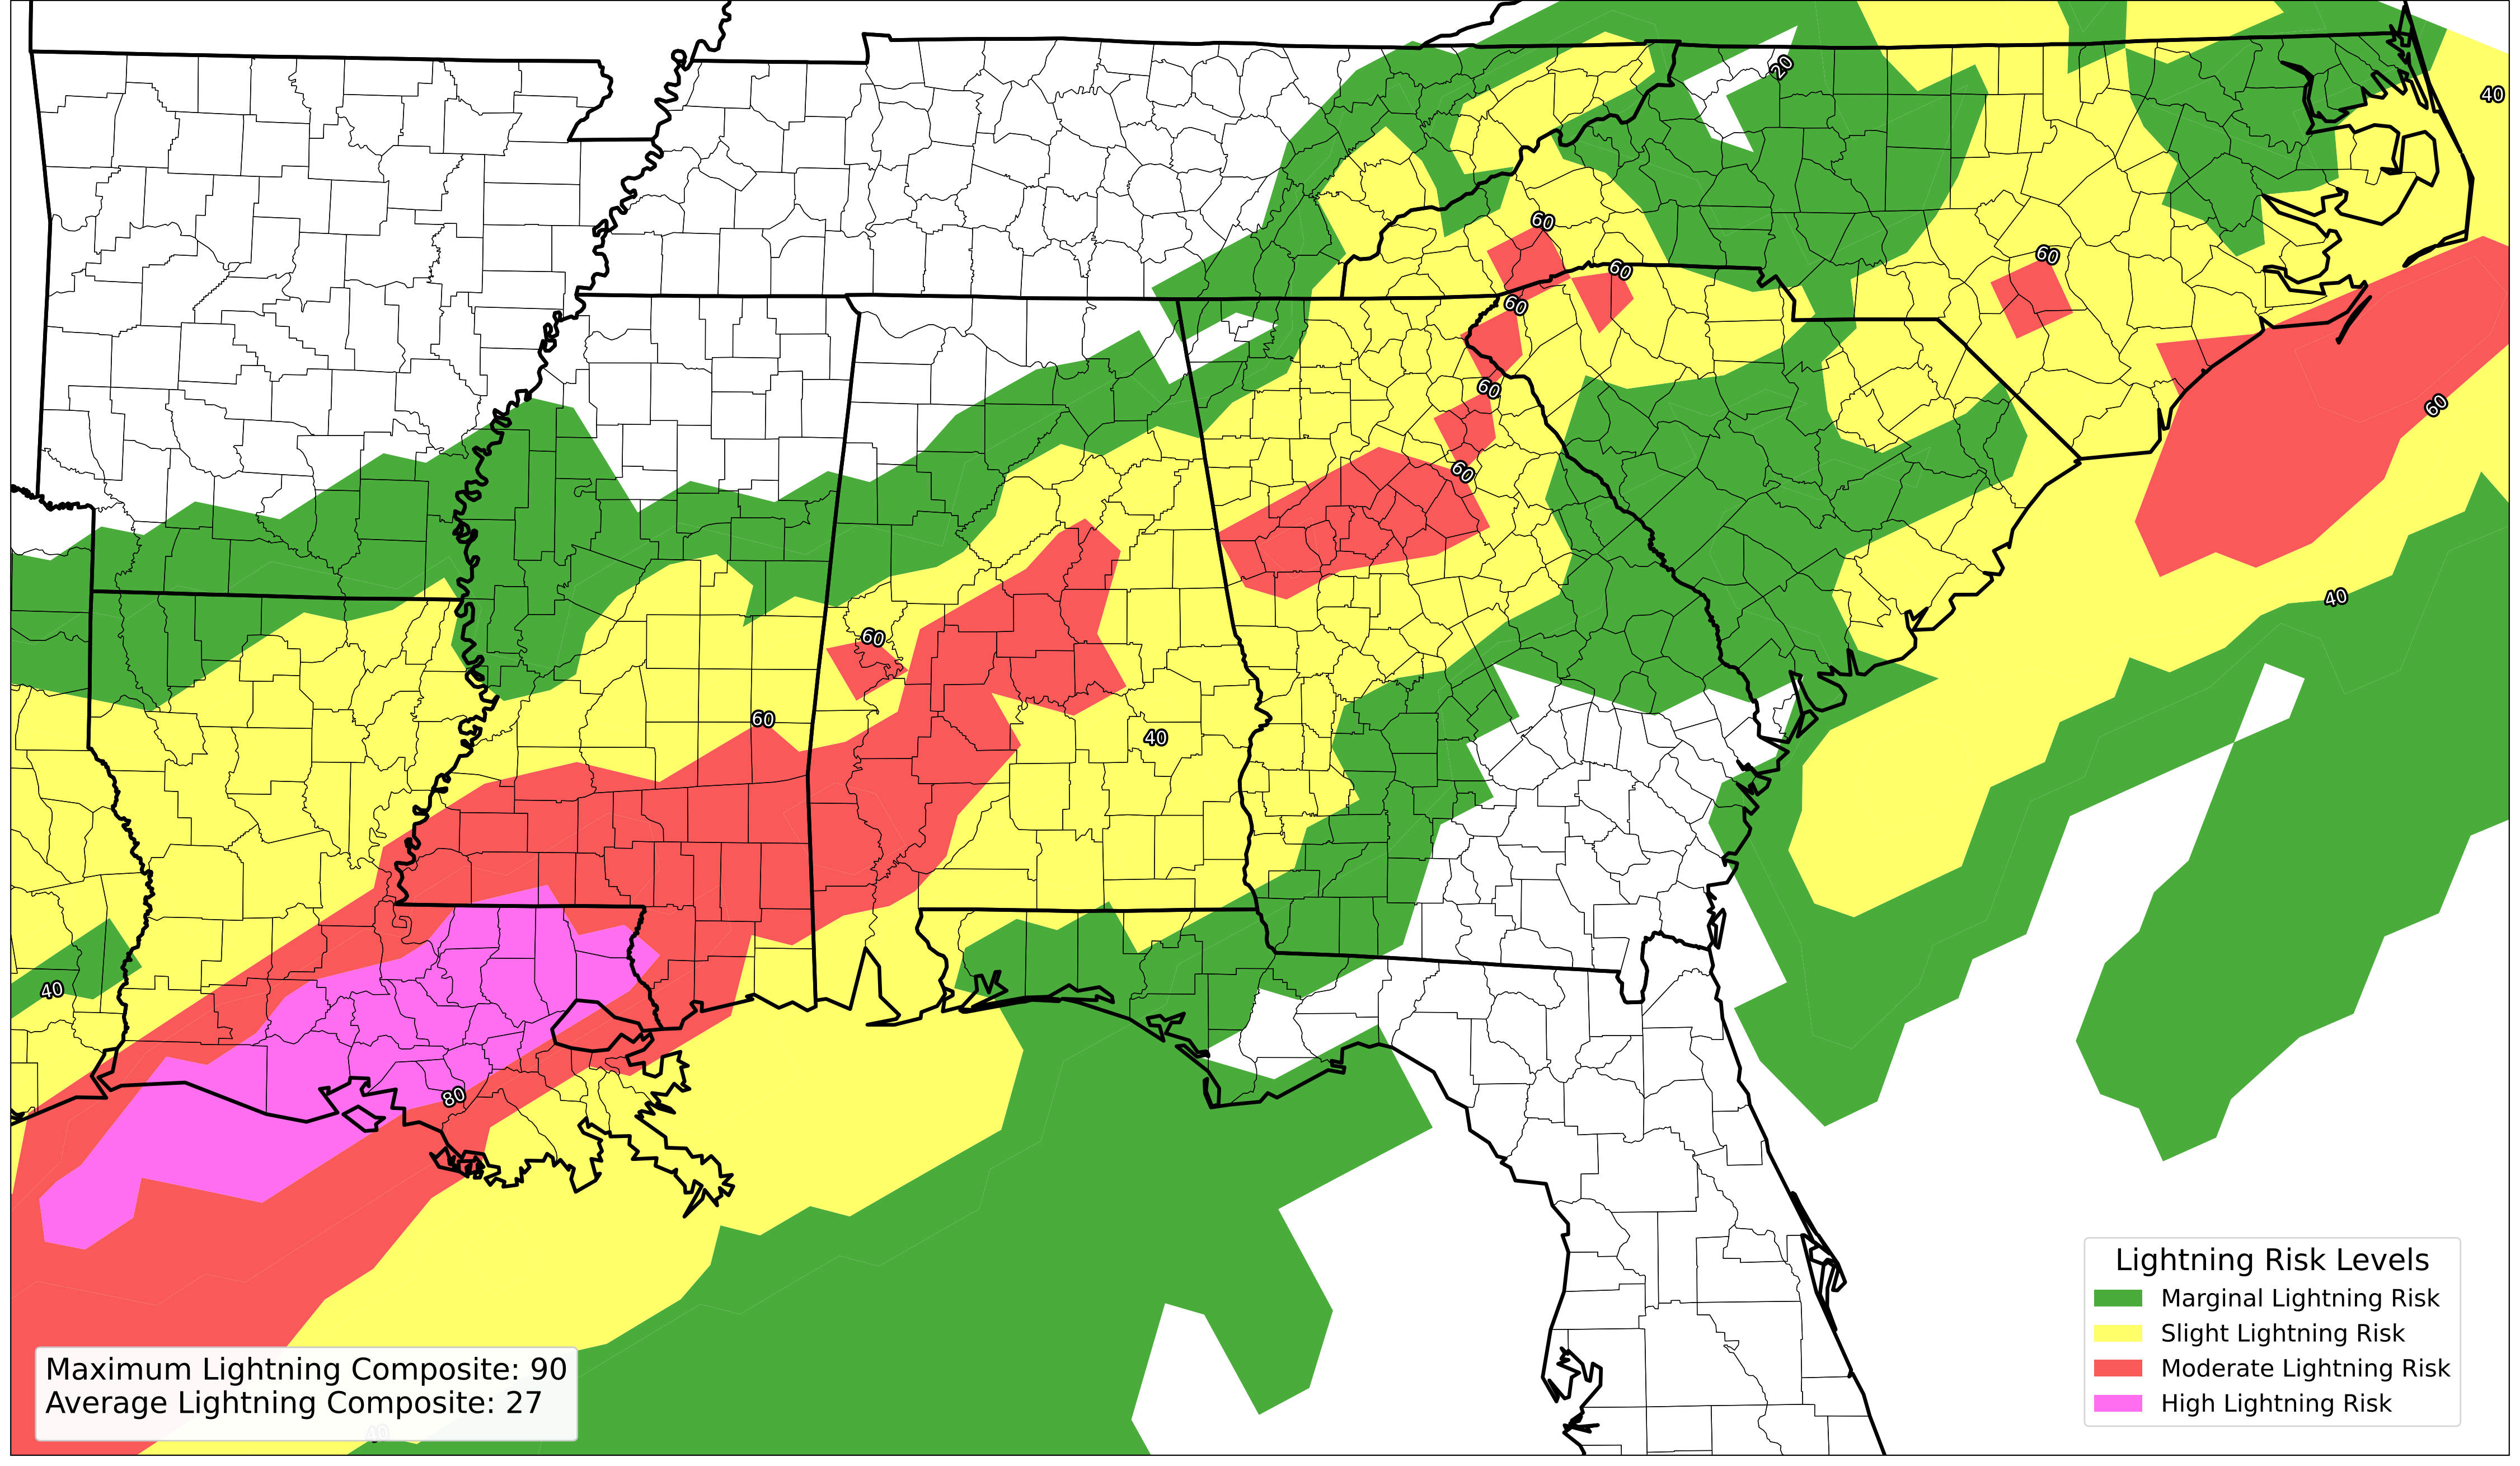 20
40
60
60
60
60
60
60
60
60
40
60
40
60
40
80
Lightning Risk Levels
Marginal Lightning Risk
Slight Lightning Risk
Moderate Lightning Risk
High Lightning Risk
Maximum Lightning Composite: 90
Average Lightning Composite: 27
40